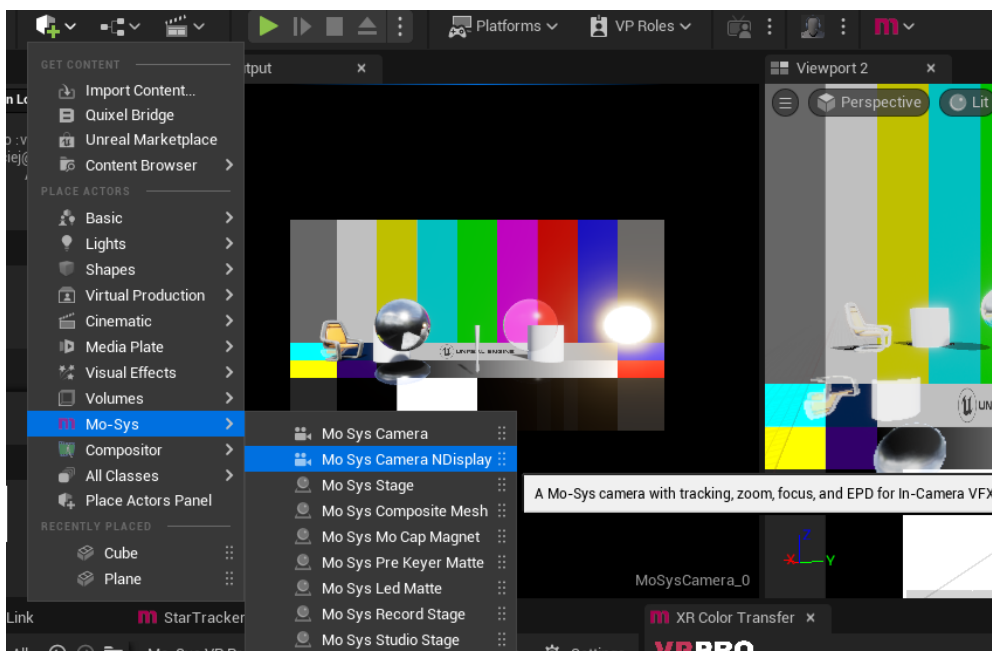 Platforms
VP Roles
GET CONTENT
Import Content...
Quixel Bridge
Unreal Marketplace
Content Browser
PLACE ACTORS
Basic
Lights
Shapes
Virtual Production
Cinematic
Media Plate
Visual Effects
Volumes
Mo-Sys
Compositor
All Classes
Place Actors Panel
RECENTLY PLACED
Cube
Plane
Mo Sys Camera
Mo Sys Camera NDisplay
Mo Sys Stage
Mo Sys Composite Mesh
Mo Sys Mo Cap Magnet
Mo Sys Pre Keyer Matte
Mo Sys Led Matte
Mo Sys Record Stage
Mo Sys Studio Stage
A Mo-Sys camera with tracking, zoom, focus, and EPD for In-Camera VFX
tput
Viewport 2
Perspective
Lit
UNREAL ENGINE
UN
MoSysCamera_0
Z
X
Y
Link
StarTracker
XR Color Transfer
VPPRO